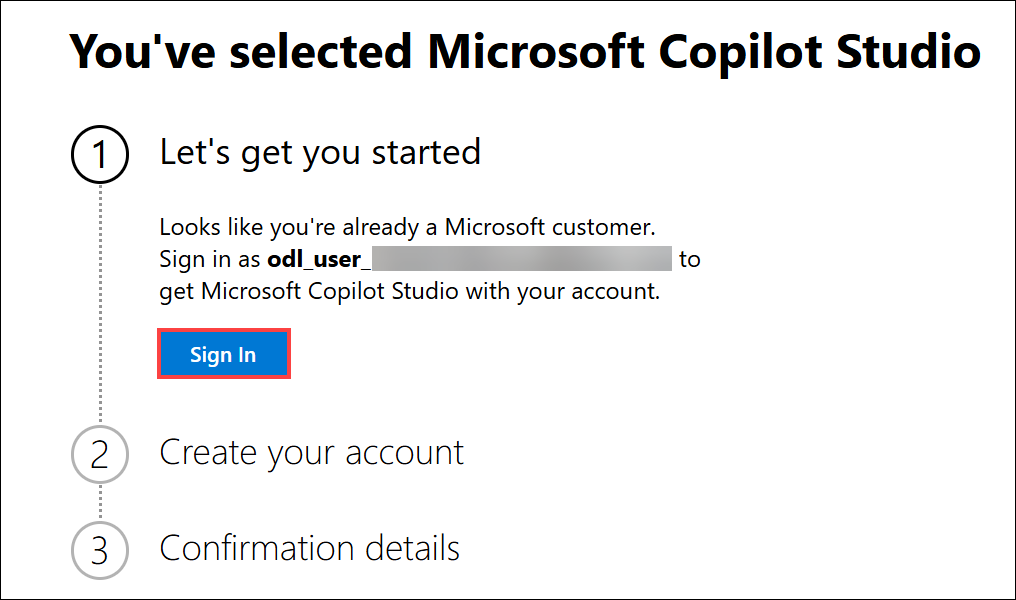 You've selected Microsoft Copilot Studio
1
Let's get you started
Looks like you're already a Microsoft customer.
Sign in as odl_user_ to
get Microsoft Copilot Studio with your account.
Sign In
2
Create your account
3
Confirmation details